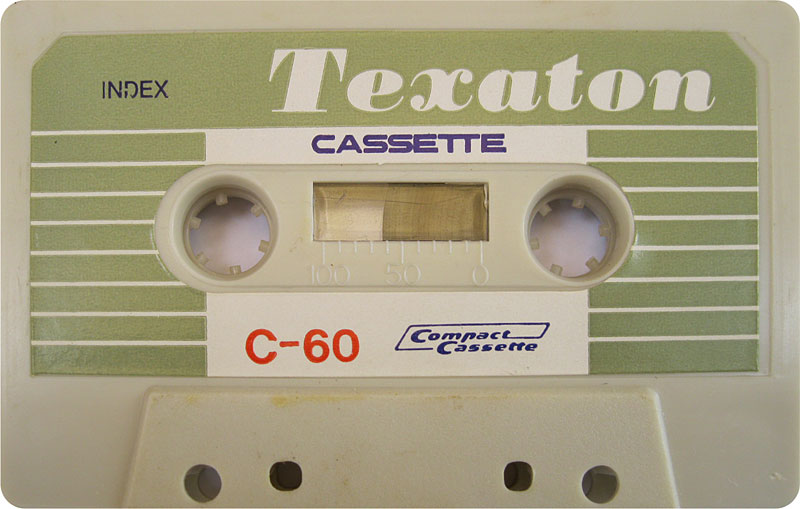 INDEX
Texaton
CASSETTE
100 50 0
C-60
Compact
Cassette